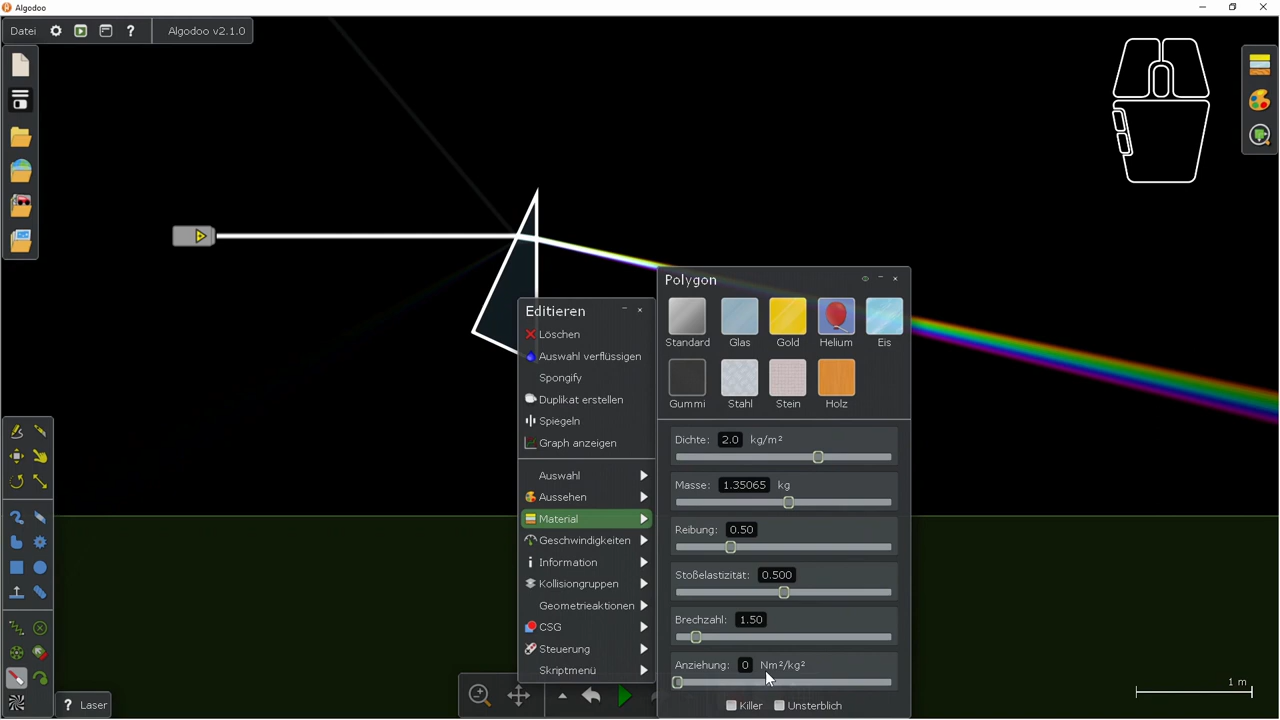 Algodoo
Datei
Algodoo v2.1.0
Polygon
Standard
Glas
Gold
Helium
Eis
Gummi
Stahl
Stein
Holz
Editieren
Löschen
Auswahl verflüssigen
Spongify
Duplikat erstellen
Spiegeln
Graph anzeigen
Auswahl
Aussehen
Material
Geschwindigkeiten
Information
Kollisiongruppen
Geometrieaktionen
CSG
Steuerung
Skriptmenü
Dichte: 2.0 kg/m²
Masse: 1.35065 kg
Reibung: 0.50
Stoßelastizität: 0.500
Brechzahl: 1.50
Anziehung: 0 Nm²/kg²
Killer
Unsterblich
? Laser
1 m